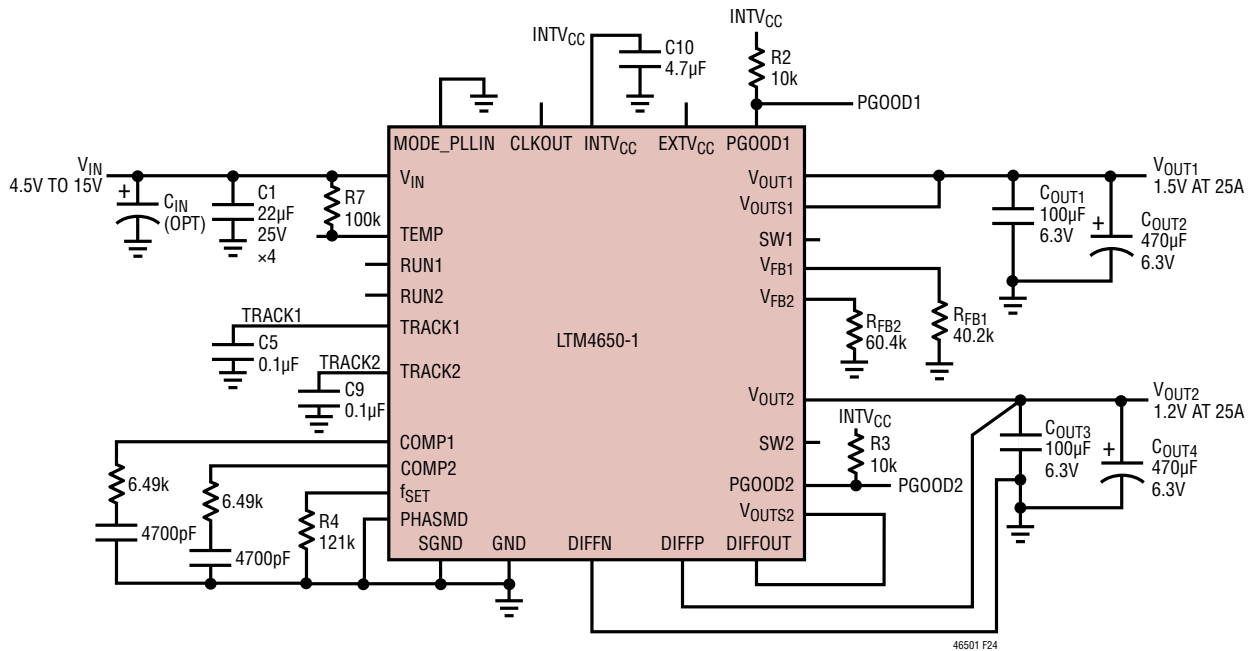 INTVCC
INTVCC
C10
4.7µF
R2
10k
PGOOD1
MODE_PLLIN
CLKOUT
INTVCC
EXTVCC
PGOOD1
VIN
4.5V TO 15V
CIN
(OPT)
C1
22µF
25V
×4
R7
100k
VIN
TEMP
RUN1
RUN2
TRACK1
TRACK1
C5
0.1µF
TRACK2
TRACK2
C9
0.1µF
COMP1
COMP2
fSET
PHASMD
6.49k
4700pF
6.49k
4700pF
R4
121k
SGND
GND
DIFFN
DIFFP
DIFFOUT
LTM4650-1
VOUT1
VOUTS1
SW1
VFB1
VFB2
VOUT2
SW2
PGOOD2
VOUTS2
RFB2
60.4k
RFB1
40.2k
+
COUT1
100µF
6.3V
+
COUT2
470µF
6.3V
VOUT1
1.5V AT 25A
INTVCC
R3
10k
PGOOD2
COUT3
100µF
6.3V
+
COUT4
470µF
6.3V
VOUT2
1.2V AT 25A
46501 F24